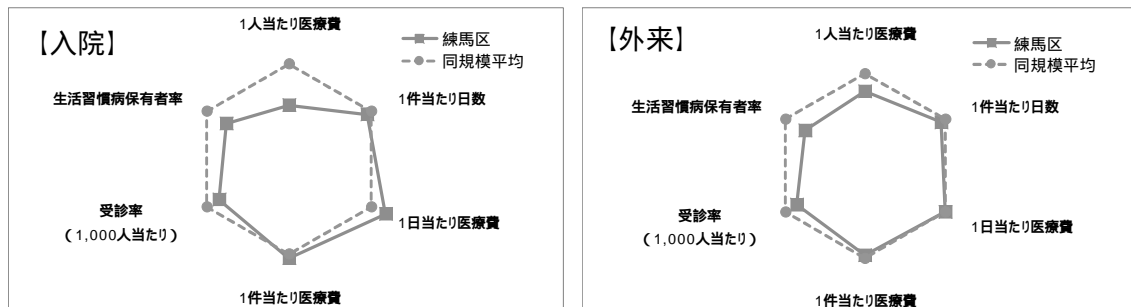 【入院】
1人当たり医療費
練馬区
同規模平均
生活習慣病保有者率
1件当たり日数
受診率
(1,000人当たり)
1日当たり医療費
1件当たり医療費
【外来】
1人当たり医療費
練馬区
同規模平均
生活習慣病保有者率
1件当たり日数
受診率
(1,000人当たり)
1日当たり医療費
1件当たり医療費